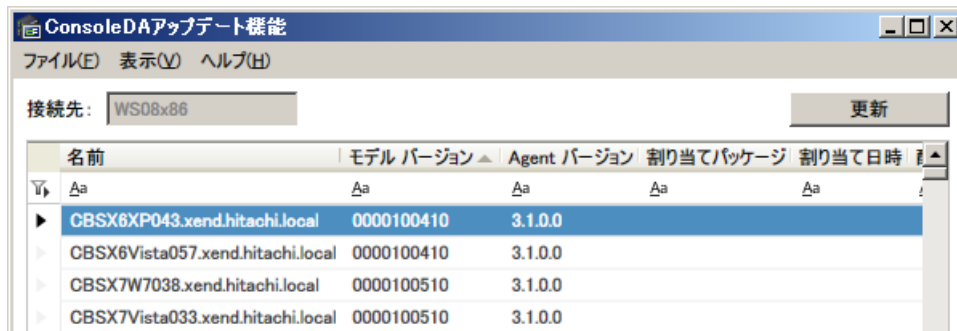 ConsoleDAアップデート機能
ファイル(F) 表示(V) ヘルプ(H)
接続先: WS08x86 更新
名前 モデル バージョン Agent バージョン 割り当てパッケージ 割り当て日時
Aa Aa Aa Aa Aa
CBSX6XP043.xend.hitachi.local 0000100410 3.1.0.0
CBSX6Vista057.xend.hitachi.local 0000100410 3.1.0.0
CBSX7W7038.xend.hitachi.local 0000100510 3.1.0.0
CBSX7Vista033.xend.hitachi.local 0000100510 3.1.0.0